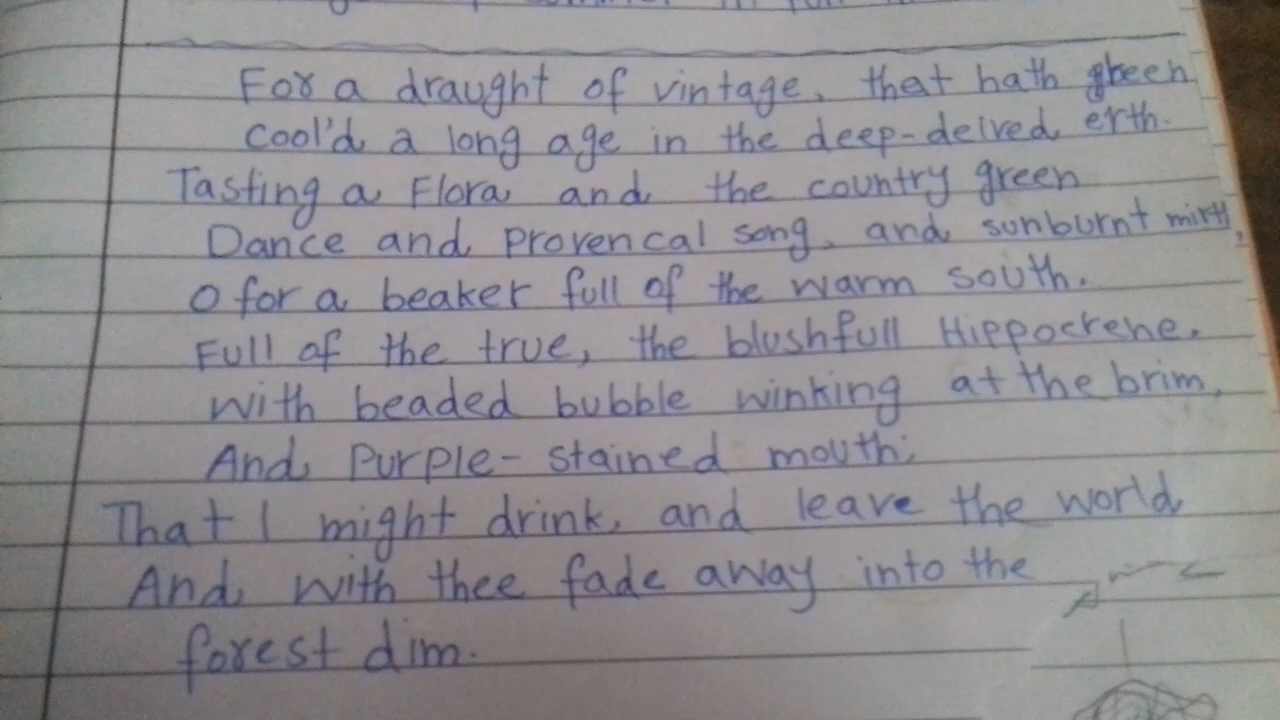 For a draught of vintage, that hath been
Cool'd a long age in the deep-delved erth.
Tasting a Flora and the country green
Dance and Provencal song, and sunburnt mirth,
O for a beaker full of the warm south.
Full of the true, the blushfull Hippocrene.
With beaded bubble winking at the brim,
And Purple-stained mouth;
That I might drink, and leave the world
And with thee fade away into the
forest dim.